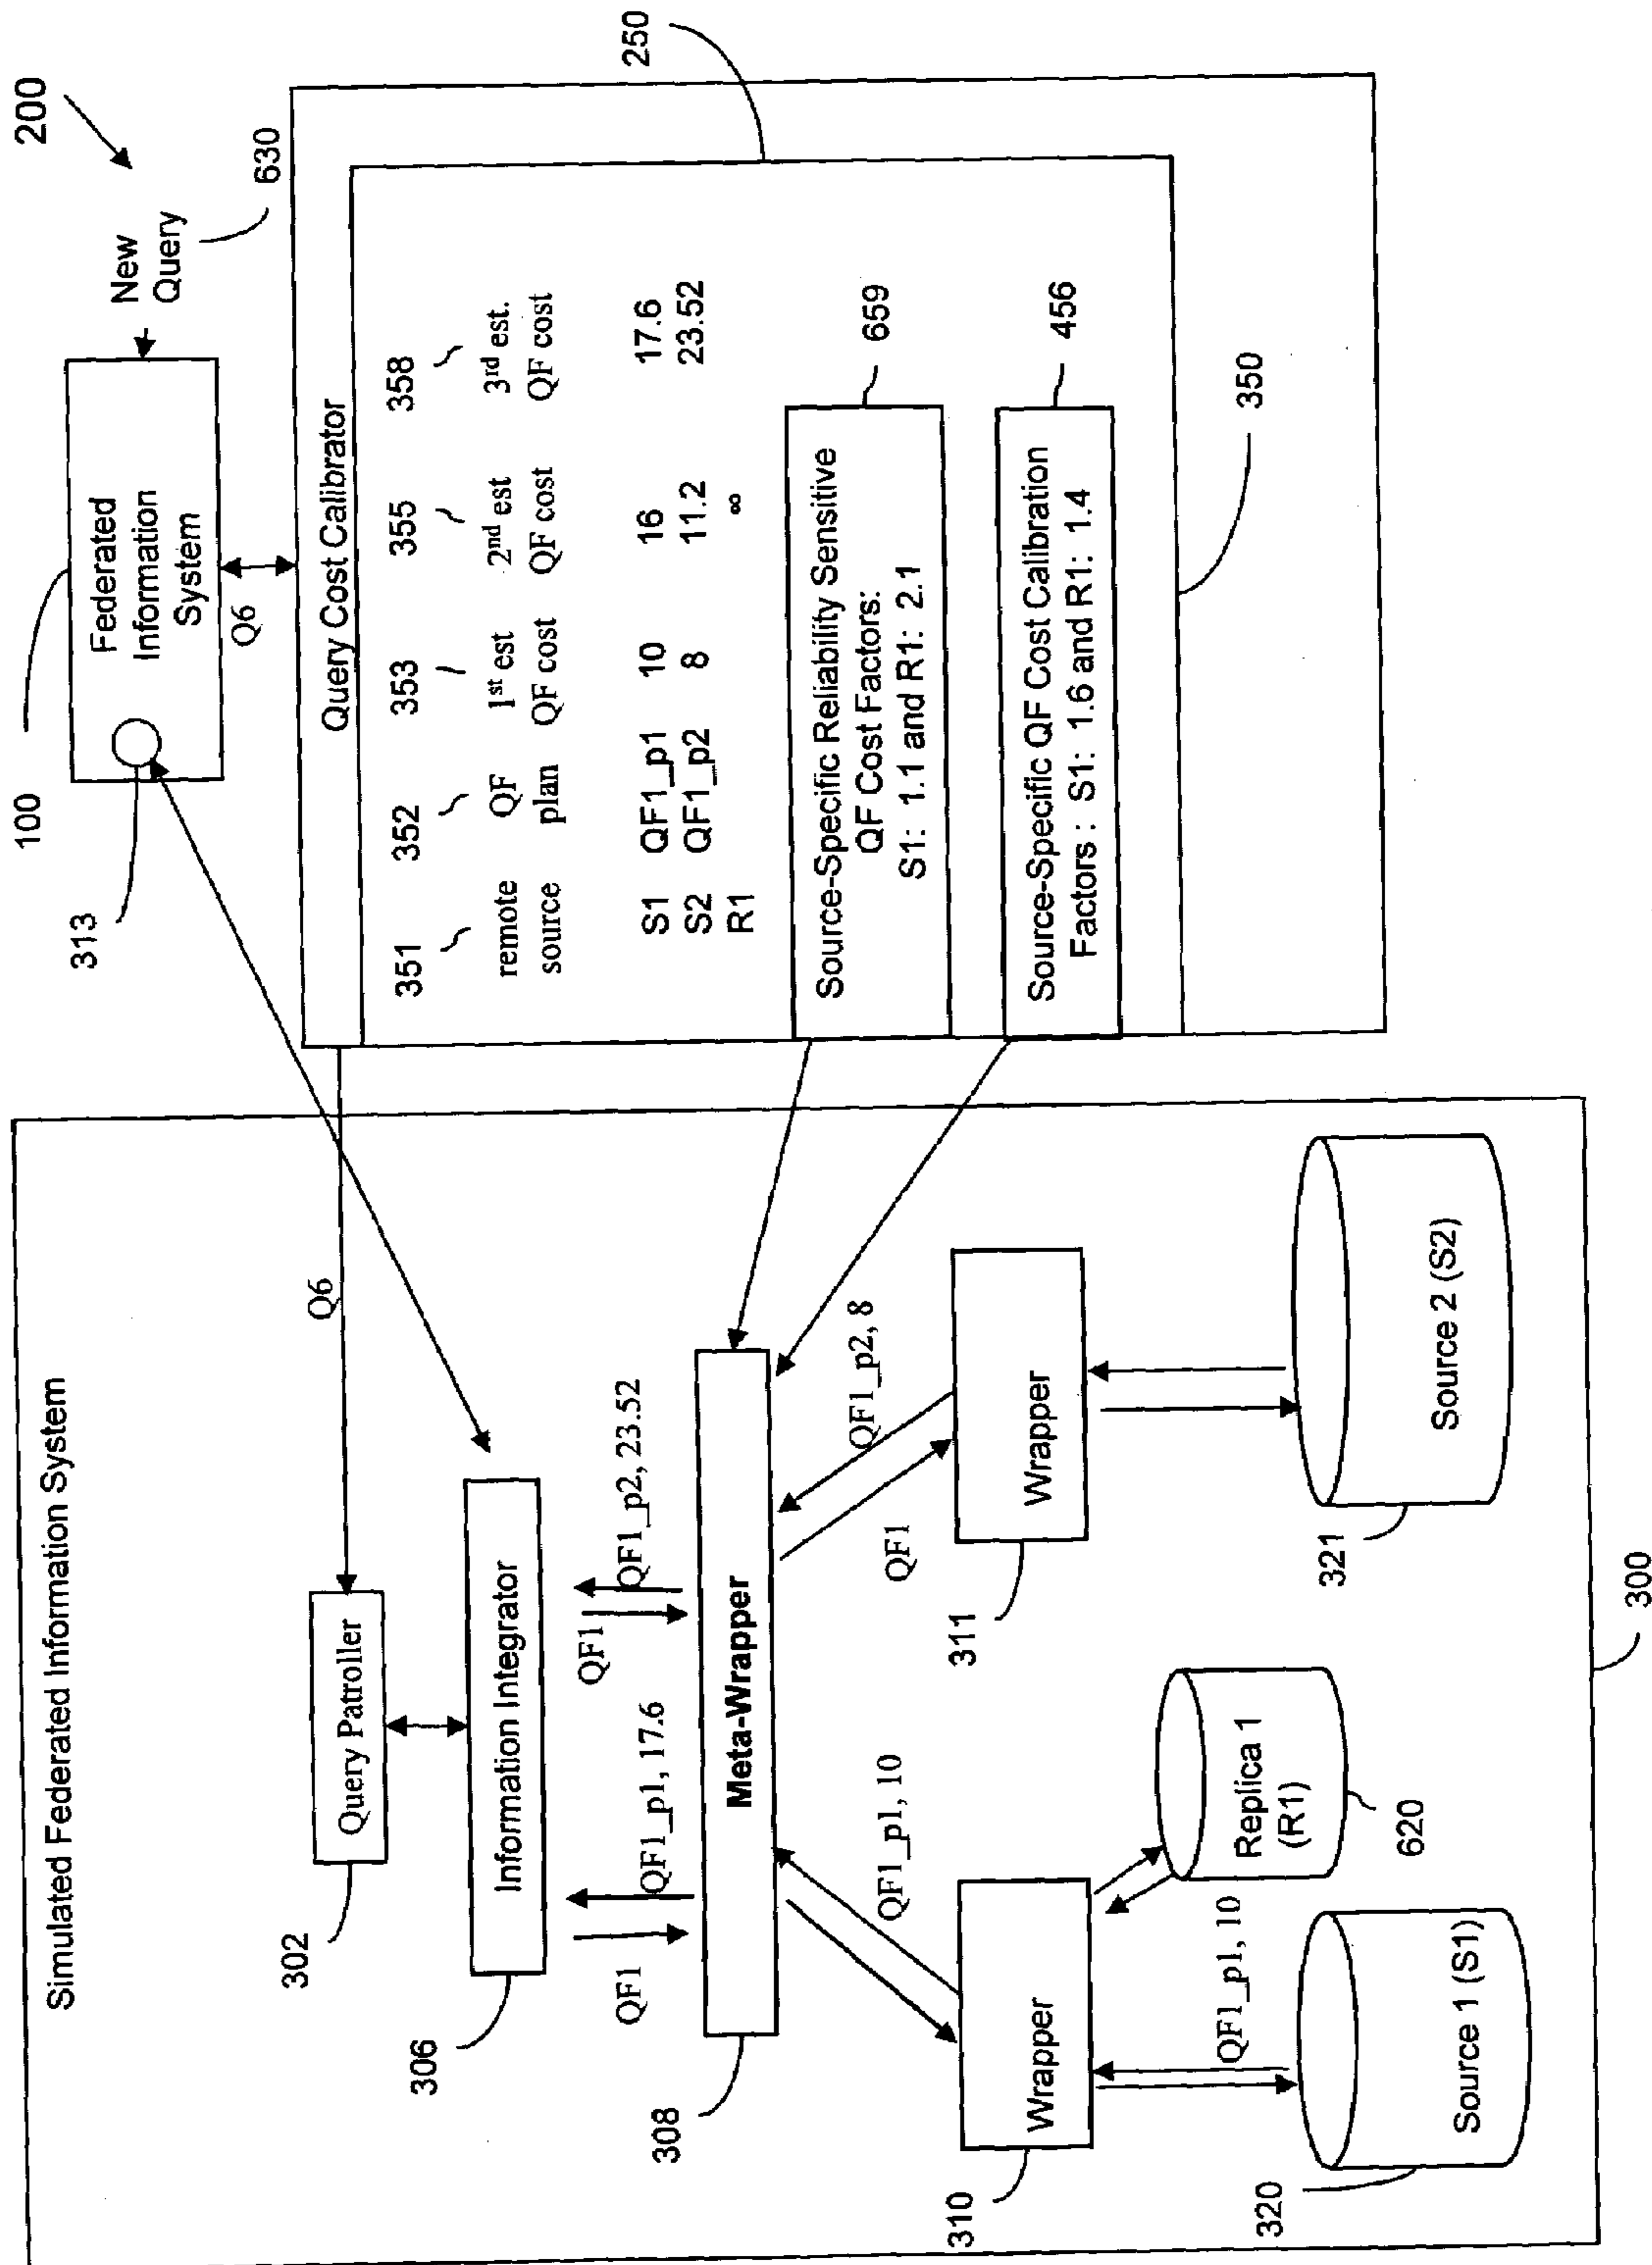 200
100
Federated
Information
System
New
Query
630
313
Q6
Query Cost Calibrator
250
351
352
353
355
358
remote
source
QF
plan
1st est
QF cost
2nd est
QF cost
3rd est.
QF cost
S1 QF1_p1 10 16 17.6
S2 QF1_p2 8 11.2 23.52
R1 ∞
Source-Specific Reliability Sensitive
QF Cost Factors:
S1: 1.1 and R1: 2.1
659
Source-Specific QF Cost Calibration
Factors : S1: 1.6 and R1: 1.4
456
350
Simulated Federated Information System
Q6
Query Patroller
302
Information Integrator
306
QF1
QF1_p1, 17.6
QF1
QF1_p2, 23.52
Meta-Wrapper
308
QF1_p1, 10
QF1
QF1_p2, 8
Wrapper
310
Wrapper
311
QF1_p1, 10
Replica 1
(R1)
620
Source 1 (S1)
320
Source 2 (S2)
321
300